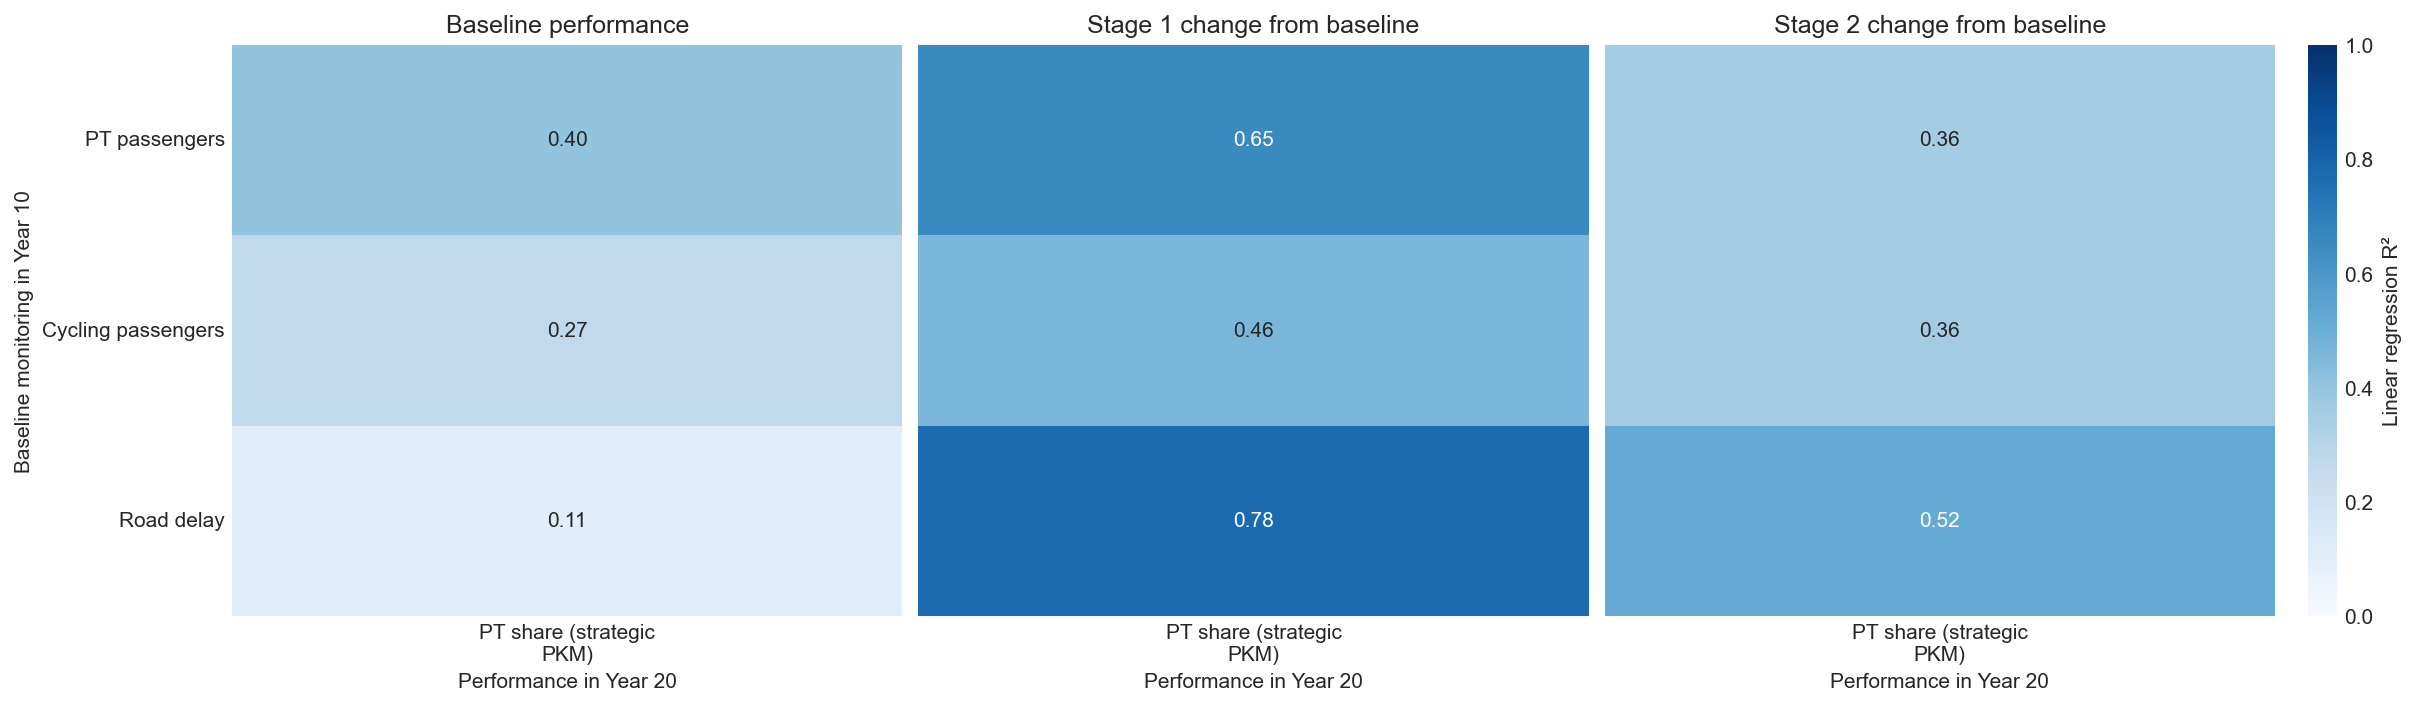 Baseline performance
Stage 1 change from baseline
Stage 2 change from baseline
Baseline monitoring in Year 10
PT passengers
0.40
0.65
0.36
Cycling passengers
0.27
0.46
0.36
Road delay
0.11
0.78
0.52
PT share (strategic
PKM)
Performance in Year 20
PT share (strategic
PKM)
Performance in Year 20
PT share (strategic
PKM)
Performance in Year 20
1.0
0.8
0.6
0.4
0.2
0.0
Linear regression R²